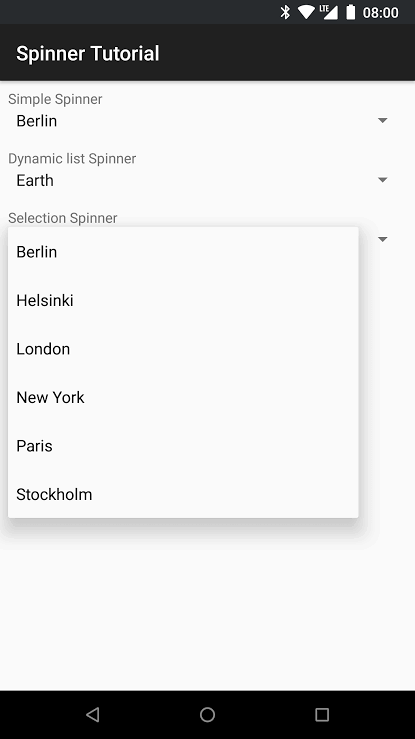 LTE 08:00
Spinner Tutorial
Simple Spinner
Berlin
Dynamic list Spinner
Earth
Selection Spinner
Berlin
Helsinki
London
New York
Paris
Stockholm